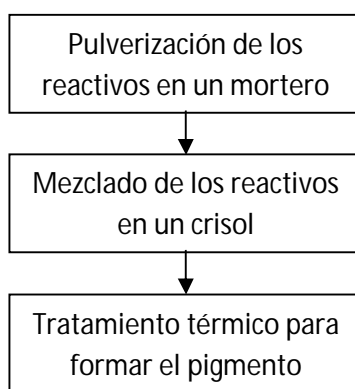 Pulverización de los
reactivos en un mortero
Mezclado de los reactivos
en un crisol
Tratamiento térmico para
formar el pigmento